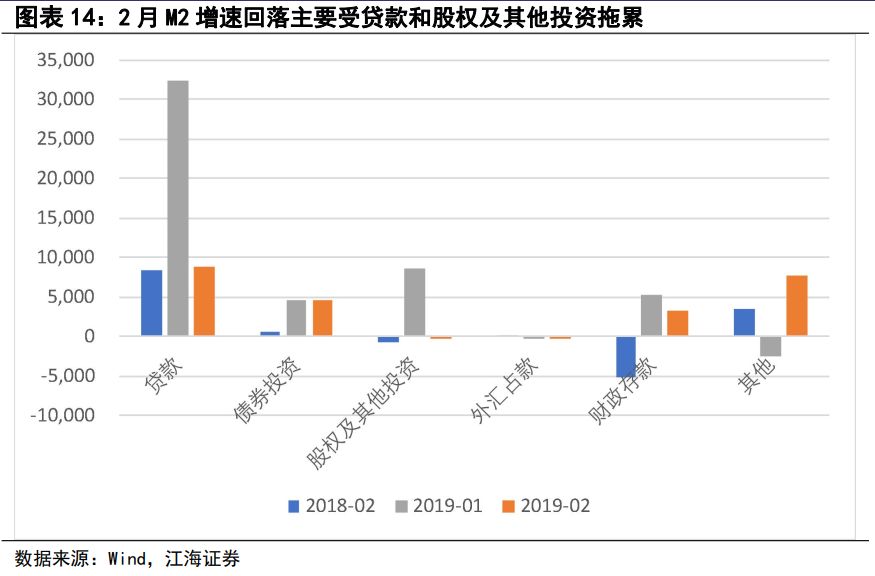 图表 14：2 月 M2 增速回落主要受贷款和股权及其他投资拖累
35,000
30,000
25,000
20,000
15,000
10,000
5,000
0
-5,000
-10,000
贷款
债券投资
股权及其他投资
外汇占款
财政存款
其他
2018-02 2019-01 2019-02
数据来源：Wind，江海证券